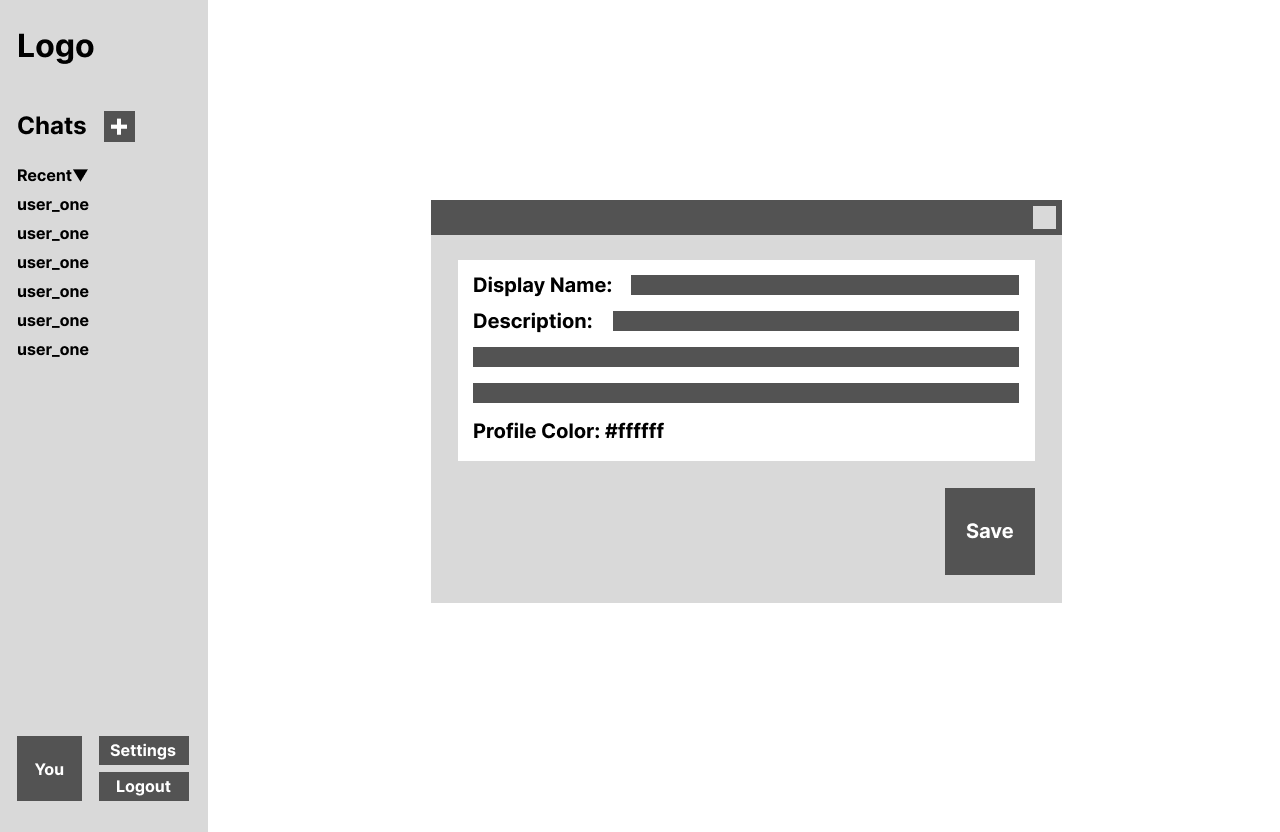 Logo
Chats +
Recent▼
user_one
user_one
user_one
user_one
user_one
user_one
Display Name:
Description:
Profile Color: #ffffff
Save
You
Settings
Logout